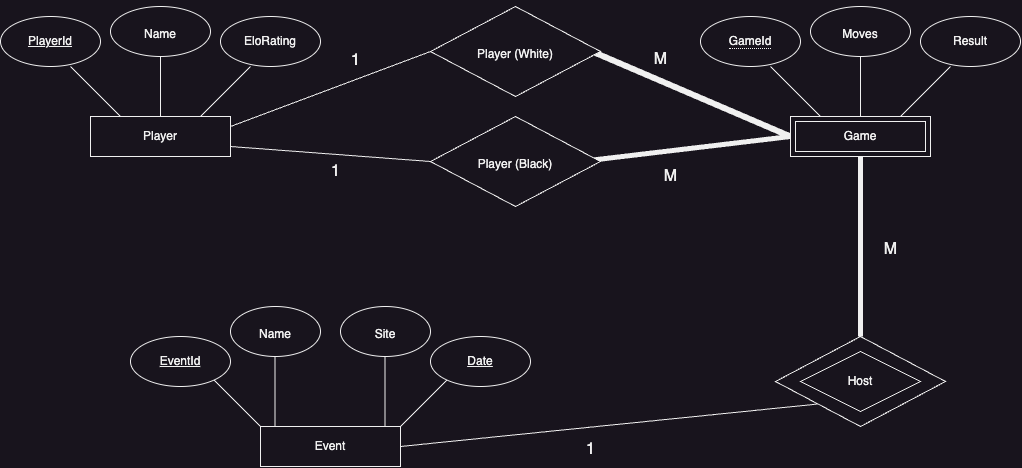 PlayerId
Name
EloRating
Player
1
1
Player (White)
Player (Black)
M
M
GameId
Moves
Result
Game
M
Host
EventId
Name
Site
Date
Event
1